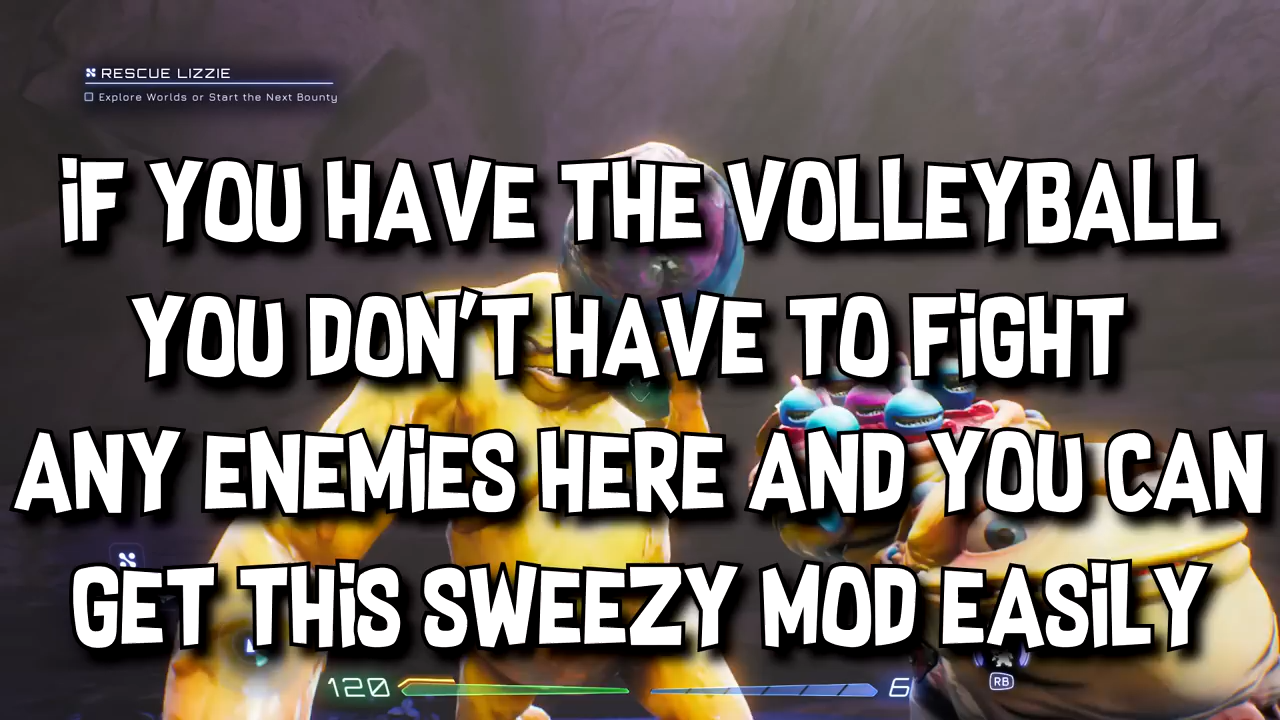 RESCUE LIZZIE
Explore Worlds or Start the Next Bounty
iF YOU HAVE THE VOLLEYBALL
YOU DON'T HAVE TO FiGHT
ANY ENEMiES HERE AND YOU CAN
GET THiS SWEEZY MOD EASiLY
120
6
RB